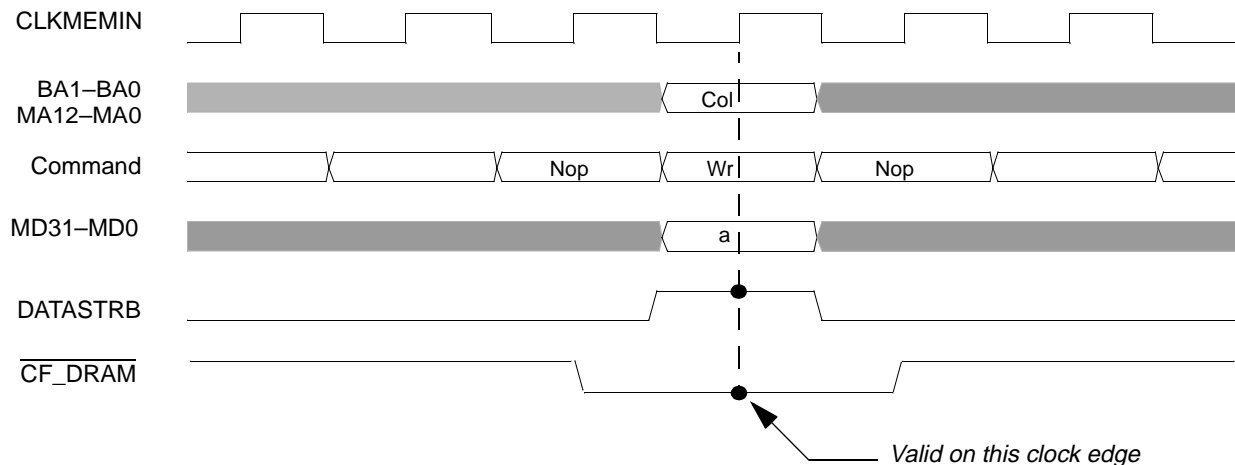 CLKMEMIN
BA1–BA0
MA12–MA0
Col
Command
Nop
Wr
Nop
MD31–MD0
a
DATASTRB
CF_DRAM
Valid on this clock edge